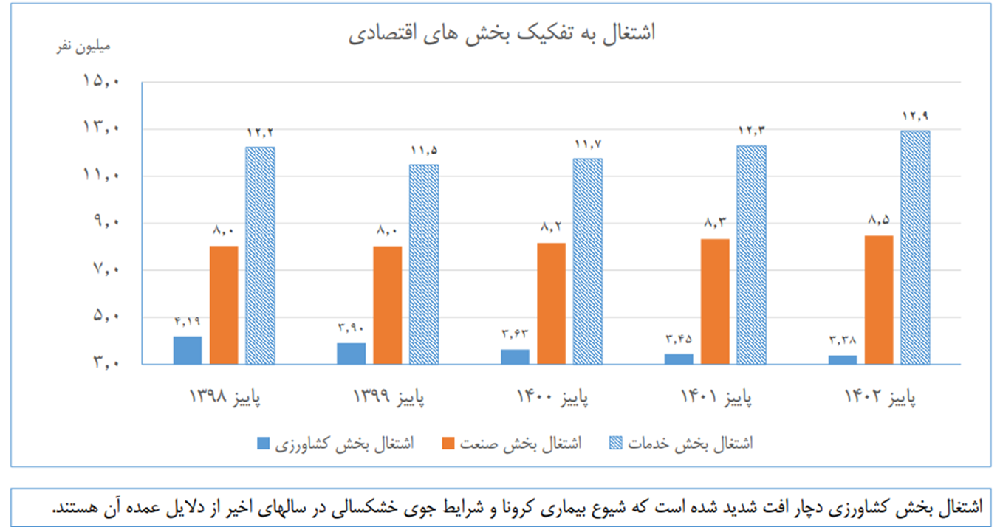 اشتغال به تفکیک بخش های اقتصادی
میلیون نفر
۱۵٫۰
۱۳٫۰
۱۱٫۰
۹٫۰
۷٫۰
۵٫۰
۳٫۰
۴٫۱۹ ۸٫۰ ۱۲٫۲
۳٫۹۰ ۸٫۰ ۱۱٫۵
۳٫۶۳ ۸٫۲ ۱۱٫۷
۳٫۴۵ ۸٫۳ ۱۲٫۳
۳٫۳۸ ۸٫۵ ۱۲٫۹
پاییز ۱۳۹۸ پاییز ۱۳۹۹ پاییز ۱۴۰۰ پاییز ۱۴۰۱ پاییز ۱۴۰۲
اشتغال بخش کشاورزی اشتغال بخش صنعت اشتغال بخش خدمات
اشتغال بخش کشاورزی دچار افت شدید شده است که شیوع بیماری کرونا و شرایط جوی خشکسالی در سالهای اخیر از دلایل عمده آن هستند.